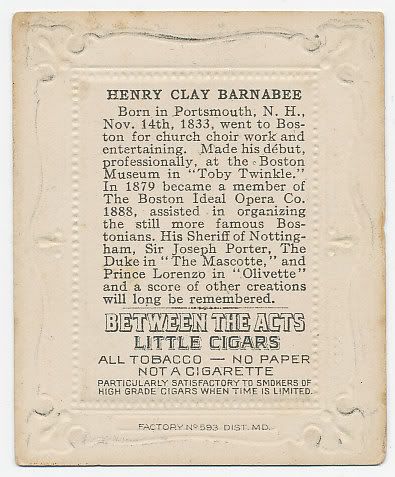 HENRY CLAY BARNABEE
Born in Portsmouth, N. H.,
Nov. 14th, 1833, went to Bos-
ton for church choir work and
entertaining. Made his début,
professionally, at the Boston
Museum in "Toby Twinkle."
In 1879 became a member of
The Boston Ideal Opera Co.
1888, assisted in organizing
the still more famous Bos-
tonians. His Sheriff of Notting-
ham, Sir Joseph Porter, The
Duke in "The Mascotte," and
Prince Lorenzo in "Olivette"
and a score of other creations
will long be remembered.
BETWEEN THE ACTS
LITTLE CIGARS
ALL TOBACCO — NO PAPER
NOT A CIGARETTE
PARTICULARLY SATISFACTORY TO SMOKERS OF
HIGH GRADE CIGARS WHEN TIME IS LIMITED.
FACTORY No 593 DIST. MD.